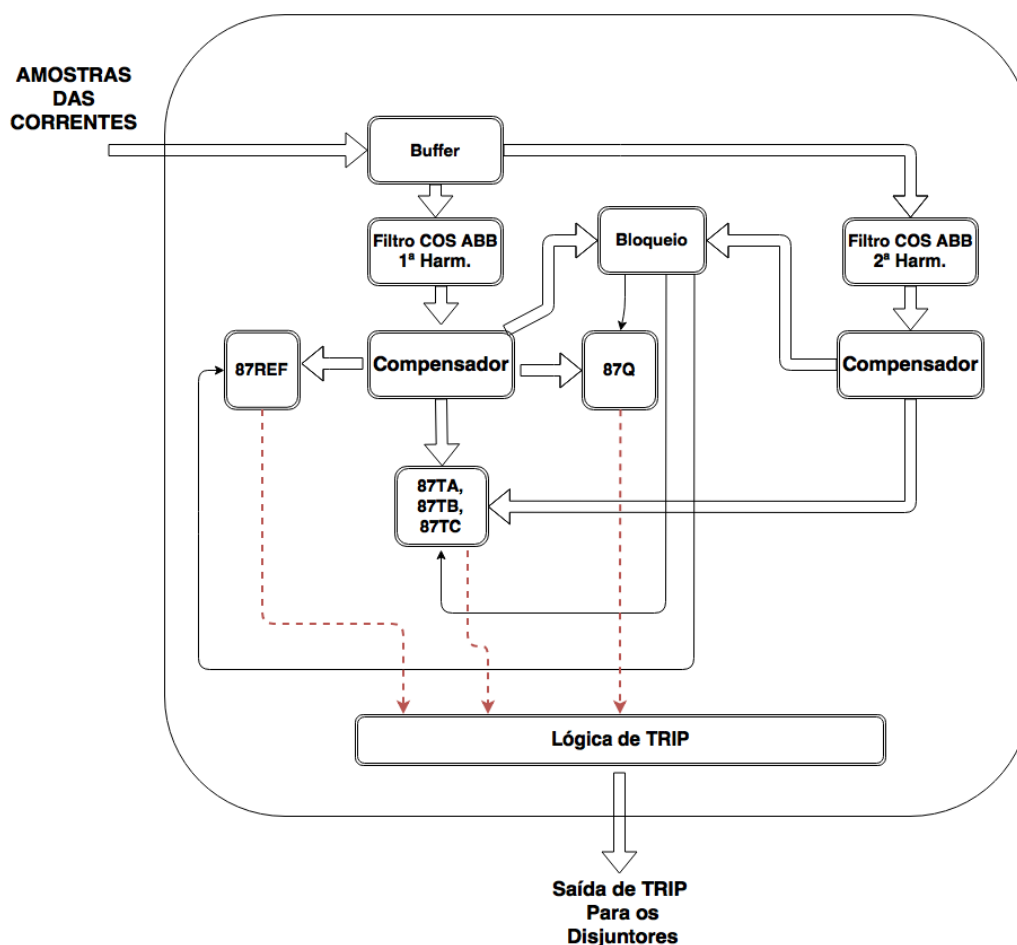 AMOSTRAS
DAS
CORRENTES
Buffer
Filtro COS ABB
1ª Harm.
Bloqueio
Filtro COS ABB
2ª Harm.
87REF
Compensador
87Q
Compensador
87TA,
87TB,
87TC
Lógica de TRIP
Saída de TRIP
Para os
Disjuntores